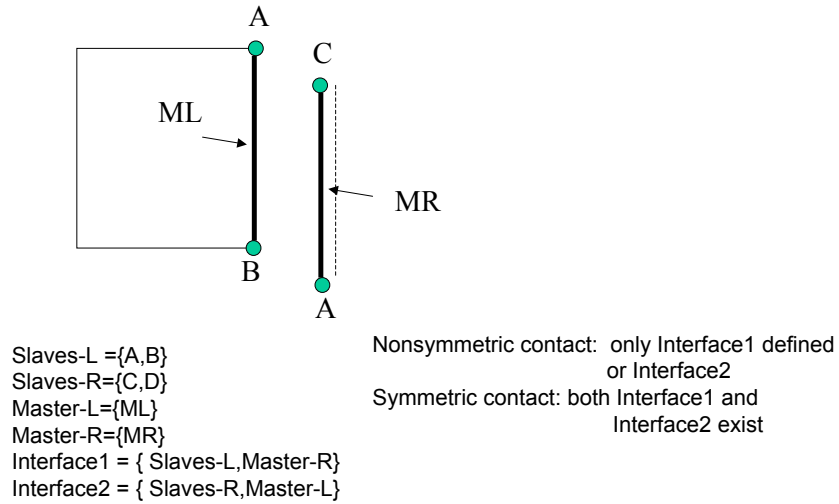 A
C
ML
MR
B
A
Slaves-L ={A,B}
Slaves-R={C,D}
Master-L={ML}
Master-R={MR}
Interface1 = { Slaves-L,Master-R}
Interface2 = { Slaves-R,Master-L}
Nonsymmetric contact: only Interface1 defined
or Interface2
Symmetric contact: both Interface1 and
Interface2 exist